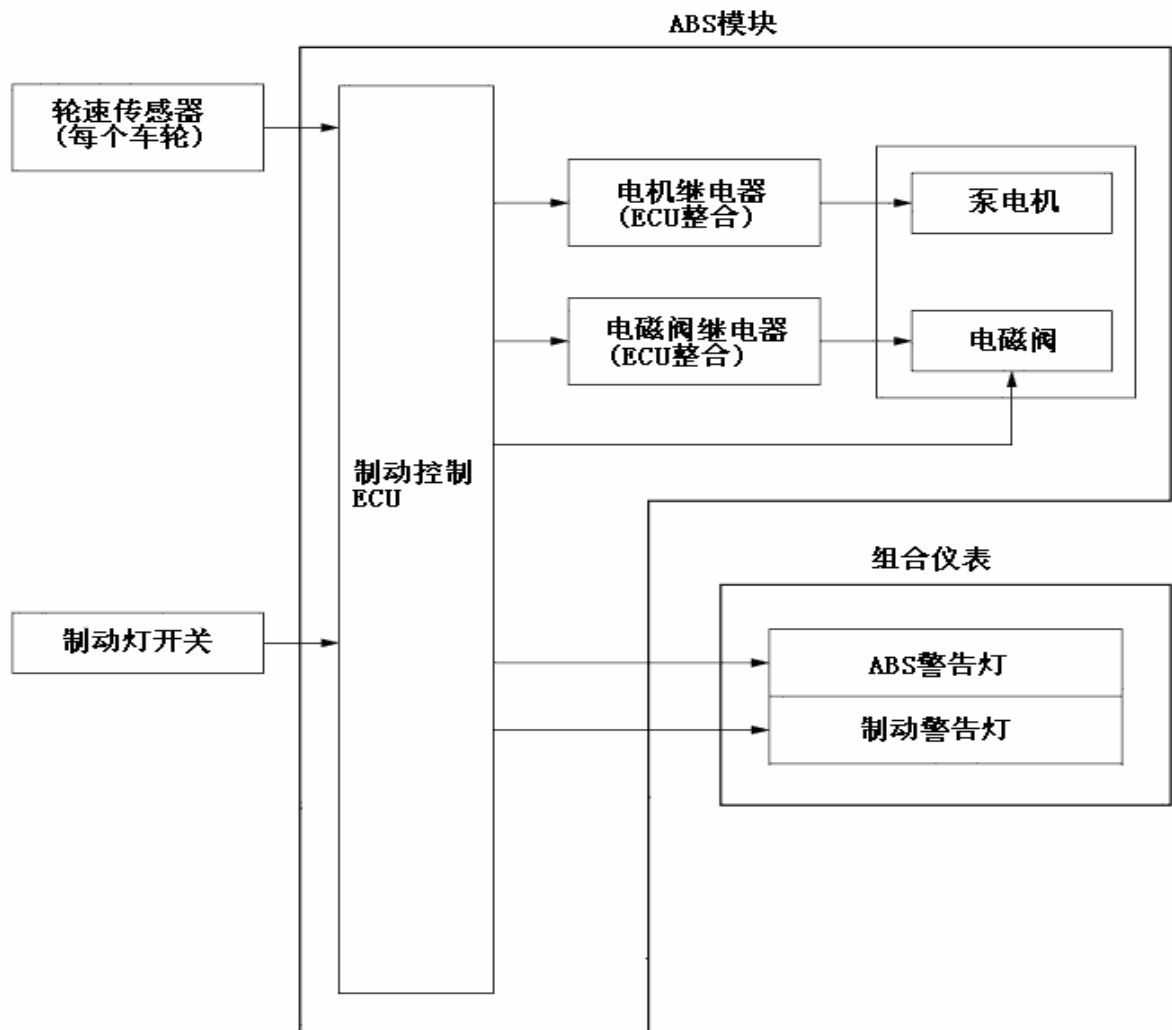 ABS模块
轮速传感器
(每个车轮)
电机继电器
(ECU整合)
泵电机
电磁阀继电器
(ECU整合)
电磁阀
制动控制
ECU
组合仪表
制动灯开关
ABS警告灯
制动警告灯